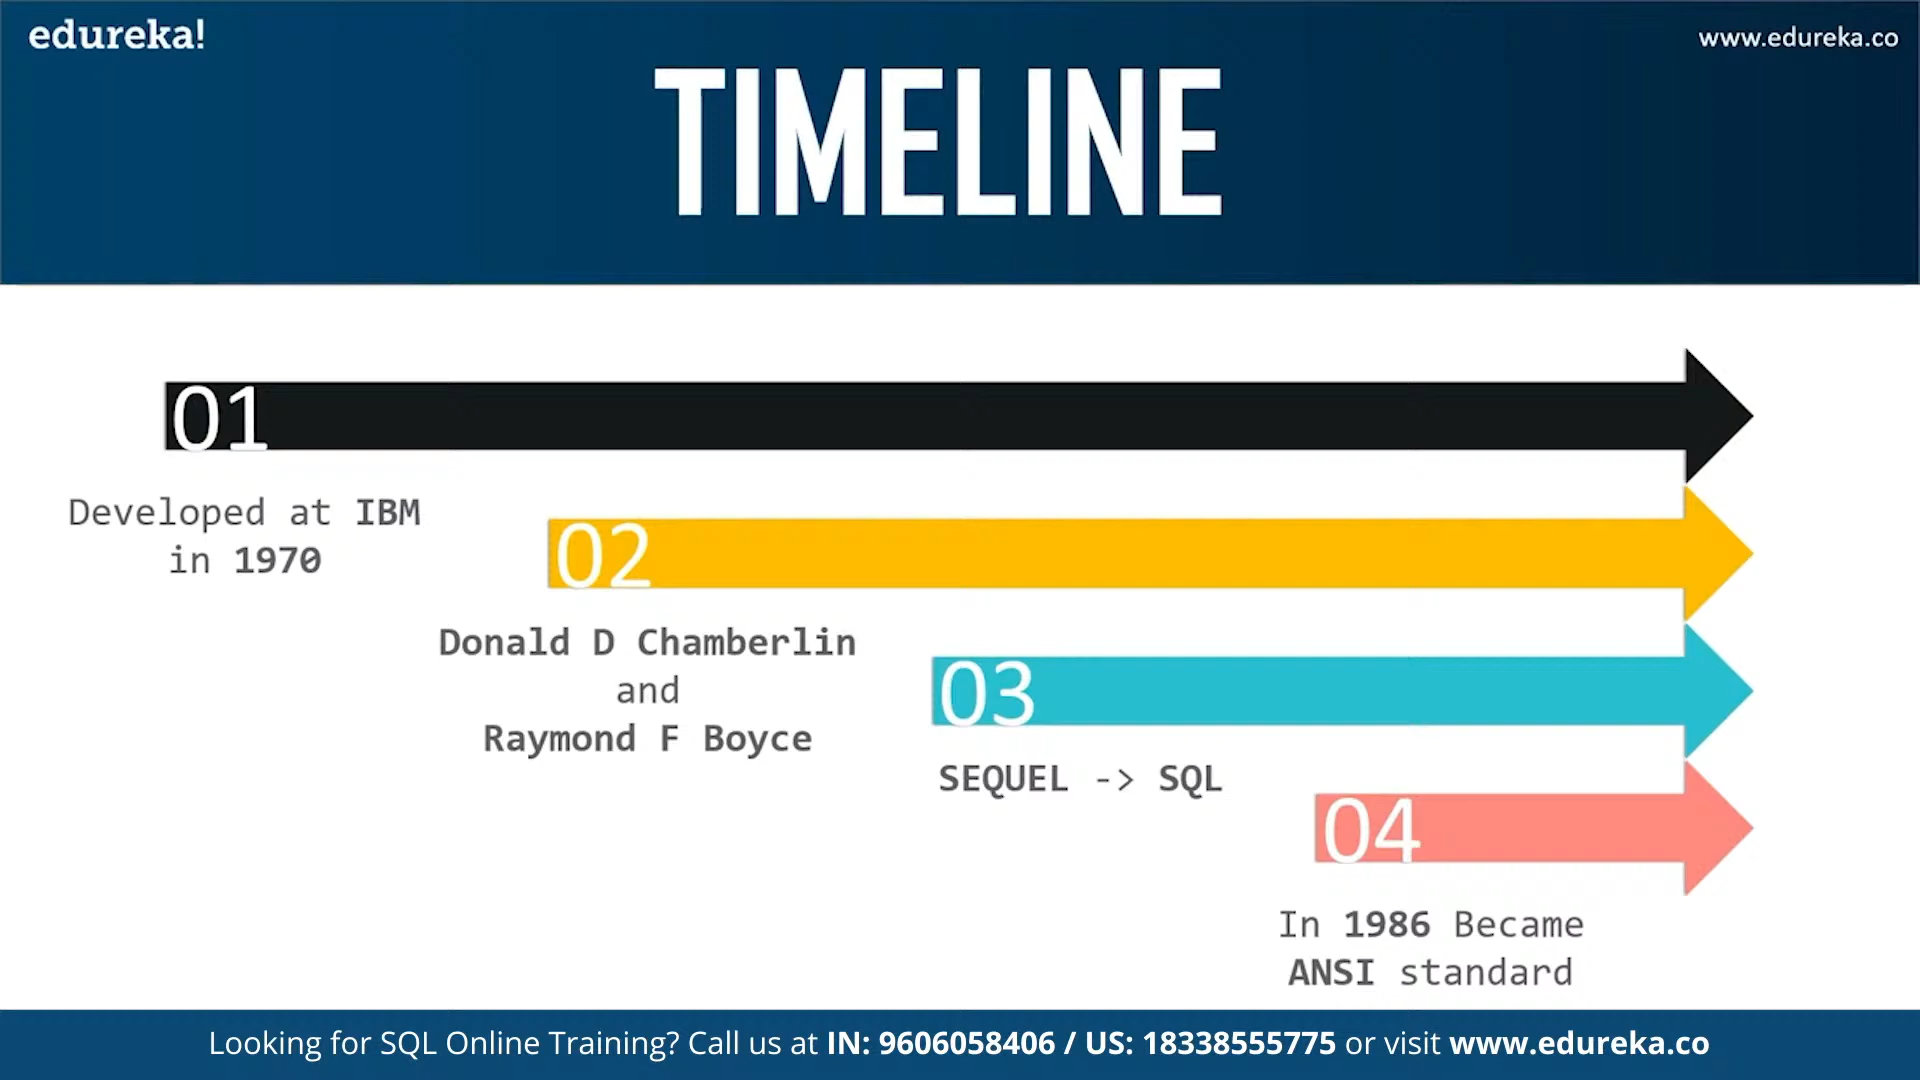 edureka!
www.edureka.co
TIMELINE
01
Developed at IBM
in 1970
02
Donald D Chamberlin
and
Raymond F Boyce
03
SEQUEL -> SQL
04
In 1986 Became
ANSI standard
Looking for SQL Online Training? Call us at IN: 9606058406 / US: 18338555775 or visit www.edureka.co